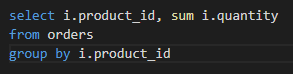 select i.product_id, sum i.quantity
from orders
group by i.product_id